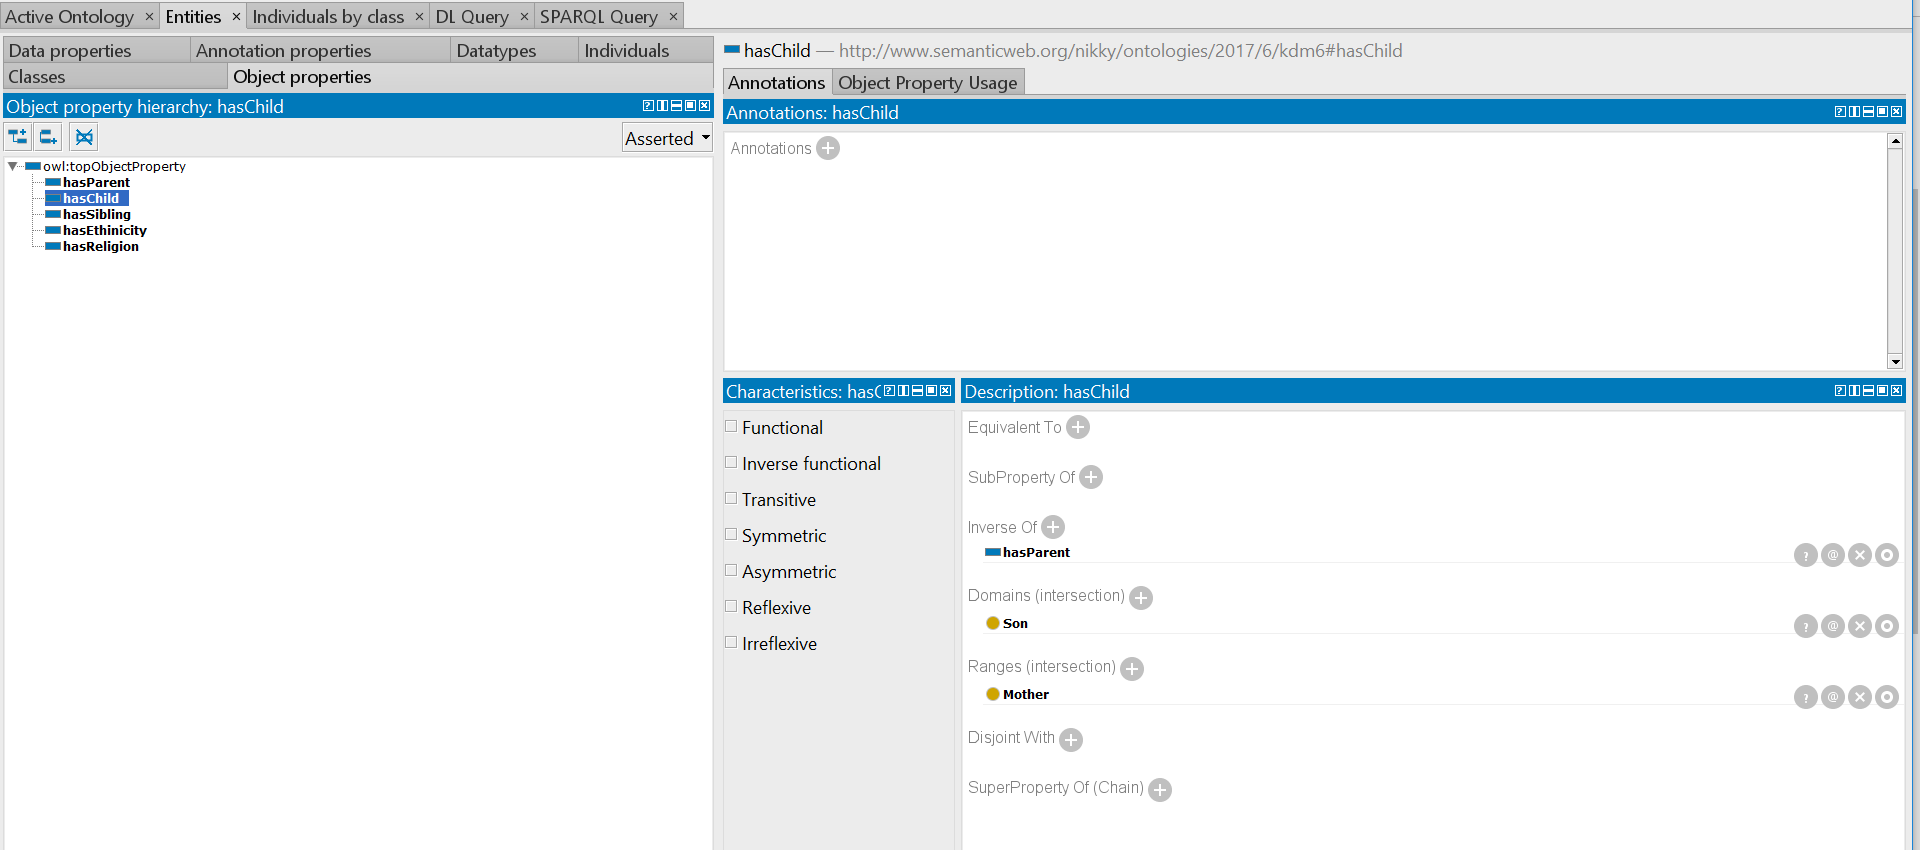 Active Ontology × Entities × Individuals by class × DL Query × SPARQL Query ×
Data properties Annotation properties Datatypes Individuals
Classes Object properties
Object property hierarchy: hasChild
Asserted
owl:topObjectProperty
hasParent
hasChild
hasSibling
hasEthinicity
hasReligion
hasChild — http://www.semanticweb.org/nikky/ontologies/2017/6/kdm6#hasChild
Annotations Object Property Usage
Annotations: hasChild
Annotations
Characteristics: hasC
Functional
Inverse functional
Transitive
Symmetric
Asymmetric
Reflexive
Irreflexive
Description: hasChild
Equivalent To
SubProperty Of
Inverse Of
hasParent
Domains (intersection)
Son
Ranges (intersection)
Mother
Disjoint With
SuperProperty Of (Chain)